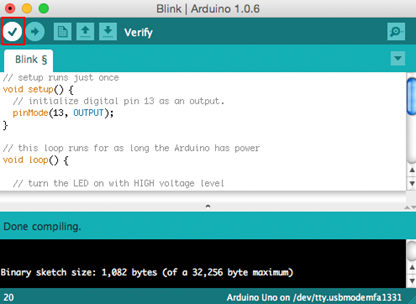 Blink | Arduino 1.0.6
Verify
Blink §
// setup runs just once
void setup() {
  // initialize digital pin 13 as an output.
  pinMode(13, OUTPUT);
}
// this loop runs for as long the Arduino has power
void loop() {
  // turn the LED on with HIGH voltage level
Done compiling.
Binary sketch size: 1,082 bytes (of a 32,256 byte maximum)
20 Arduino Uno on /dev/tty.usbmodemfa1331